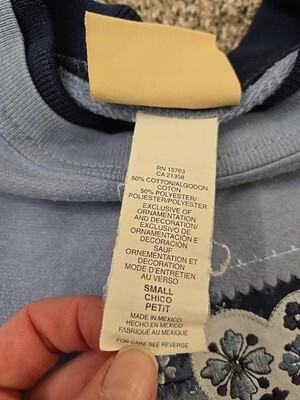 RN 15763
CA 21358
50% COTTON/ALGODON
COTON
50% POLYESTER/
POLIESTER/POLYESTER
EXCLUSIVE OF
ORNAMENTATION
AND DECORATION/
EXCLUSIVO DE
ORNAMENTACION Y
DECORACION
SAUF
ORNEMENTATION ET
DECORATION
MODE D'ENTRETIEN
AU VERSO
SMALL
CHICO
PETIT
MADE IN MEXICO
HECHO EN MEXICO
FABRIQUÉ AU MEXIQUE
FOR CARE SEE REVERSE